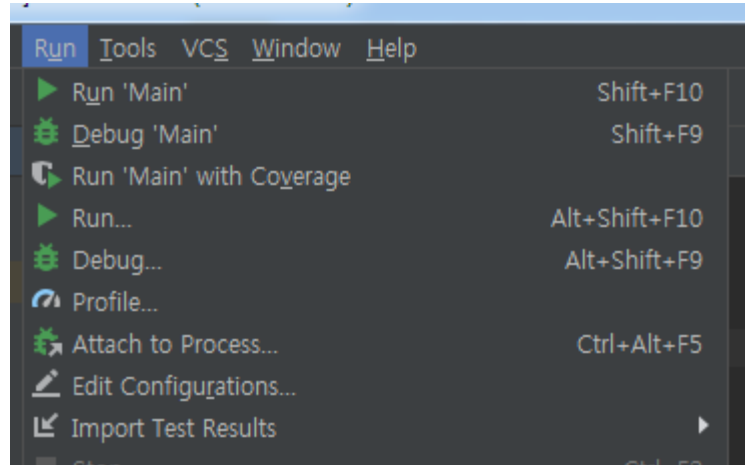 Run Tools VCS Window Help
Run 'Main' Shift+F10
Debug 'Main' Shift+F9
Run 'Main' with Coverage
Run... Alt+Shift+F10
Debug... Alt+Shift+F9
Profile...
Attach to Process... Ctrl+Alt+F5
Edit Configurations...
Import Test Results